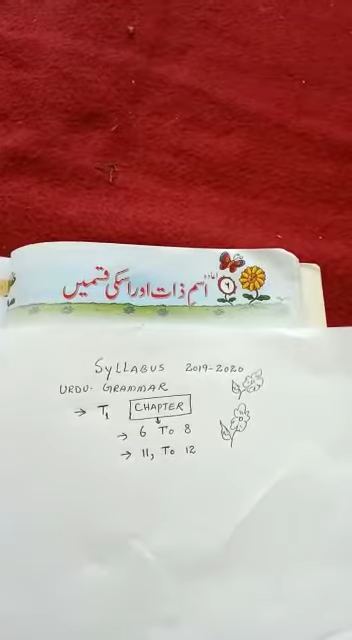 اعادہ
اسم ذات اور اسکی قسمیں ۶
SYLLABUS 2019-2020
URDU- GRAMMAR
→ T1 CHAPTER
→ 6 TO 8
→ 11, TO 12